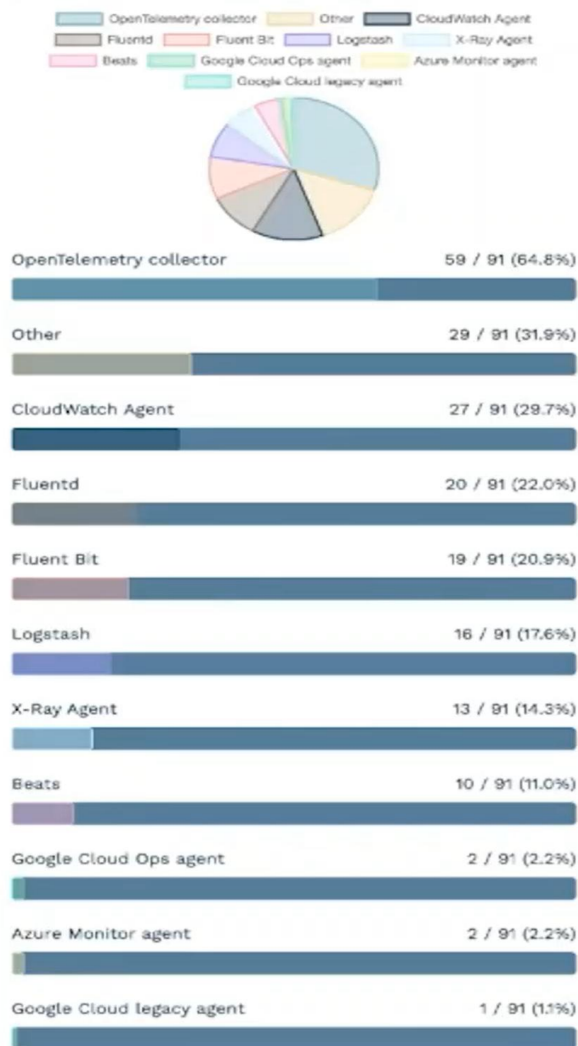 OpenTelemetry collector Other CloudWatch Agent
Fluentd Fluent Bit Logstash X-Ray Agent
Beats Google Cloud Ops agent Azure Monitor agent
Google Cloud legacy agent
OpenTelemetry collector 59 / 91 (64.8%)
Other 29 / 91 (31.9%)
CloudWatch Agent 27 / 91 (29.7%)
Fluentd 20 / 91 (22.0%)
Fluent Bit 19 / 91 (20.9%)
Logstash 16 / 91 (17.6%)
X-Ray Agent 13 / 91 (14.3%)
Beats 10 / 91 (11.0%)
Google Cloud Ops agent 2 / 91 (2.2%)
Azure Monitor agent 2 / 91 (2.2%)
Google Cloud legacy agent 1 / 91 (1.1%)